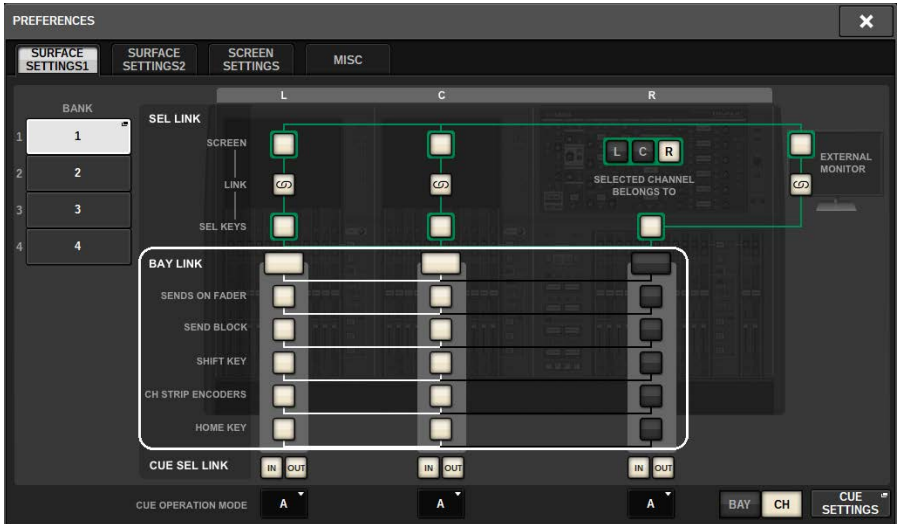 PREFERENCES
SURFACE
SETTINGS1
SURFACE
SETTINGS2
SCREEN
SETTINGS
MISC
L
C
R
BANK
1
1
2
2
3
3
4
4
SEL LINK
SCREEN
LINK
SEL KEYS
L C R
SELECTED CHANNEL
BELONGS TO
EXTERNAL
MONITOR
BAY LINK
SENDS ON FADER
SEND BLOCK
SHIFT KEY
CH STRIP ENCODERS
HOME KEY
CUE SEL LINK
IN OUT
IN OUT
IN OUT
CUE OPERATION MODE
A
A
A
BAY CH
CUE
SETTINGS